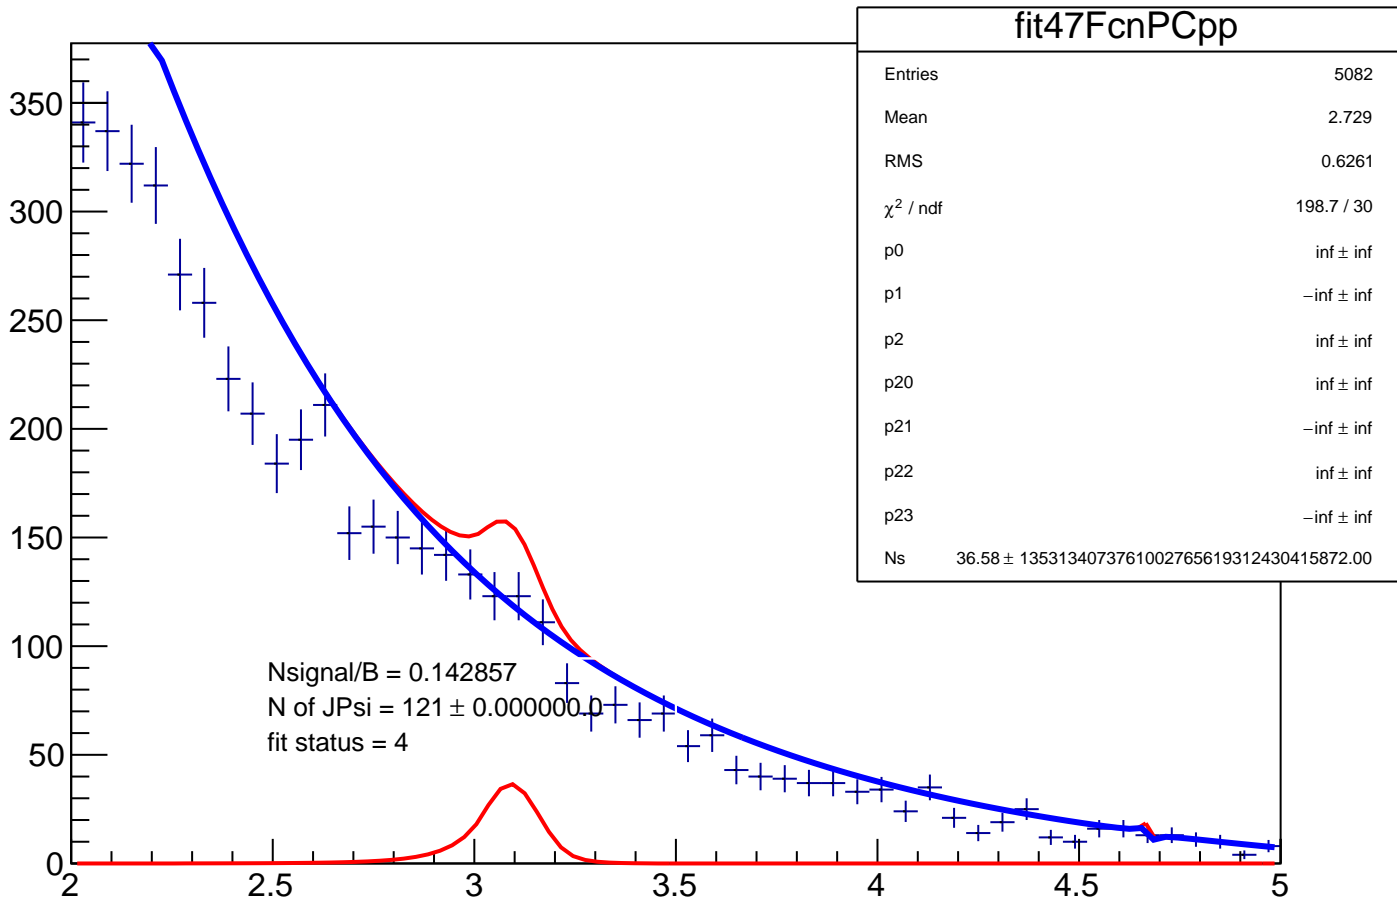 fit47FcnPCpp
Entries 5082
Mean 2.729
RMS 0.6261
χ² / ndf 198.7 / 30
p0 inf ± inf
p1 −inf ± inf
p2 inf ± inf
p20 inf ± inf
p21 −inf ± inf
p22 inf ± inf
p23 −inf ± inf
Ns 36.58 ± 135313407376100276561931243041587​2.00
350
300
250
200
150
100
50
0
Nsignal/B = 0.142857
N of JPsi = 121 ± 0.000000.0
fit status = 4
2 2.5 3 3.5 4 4.5 5